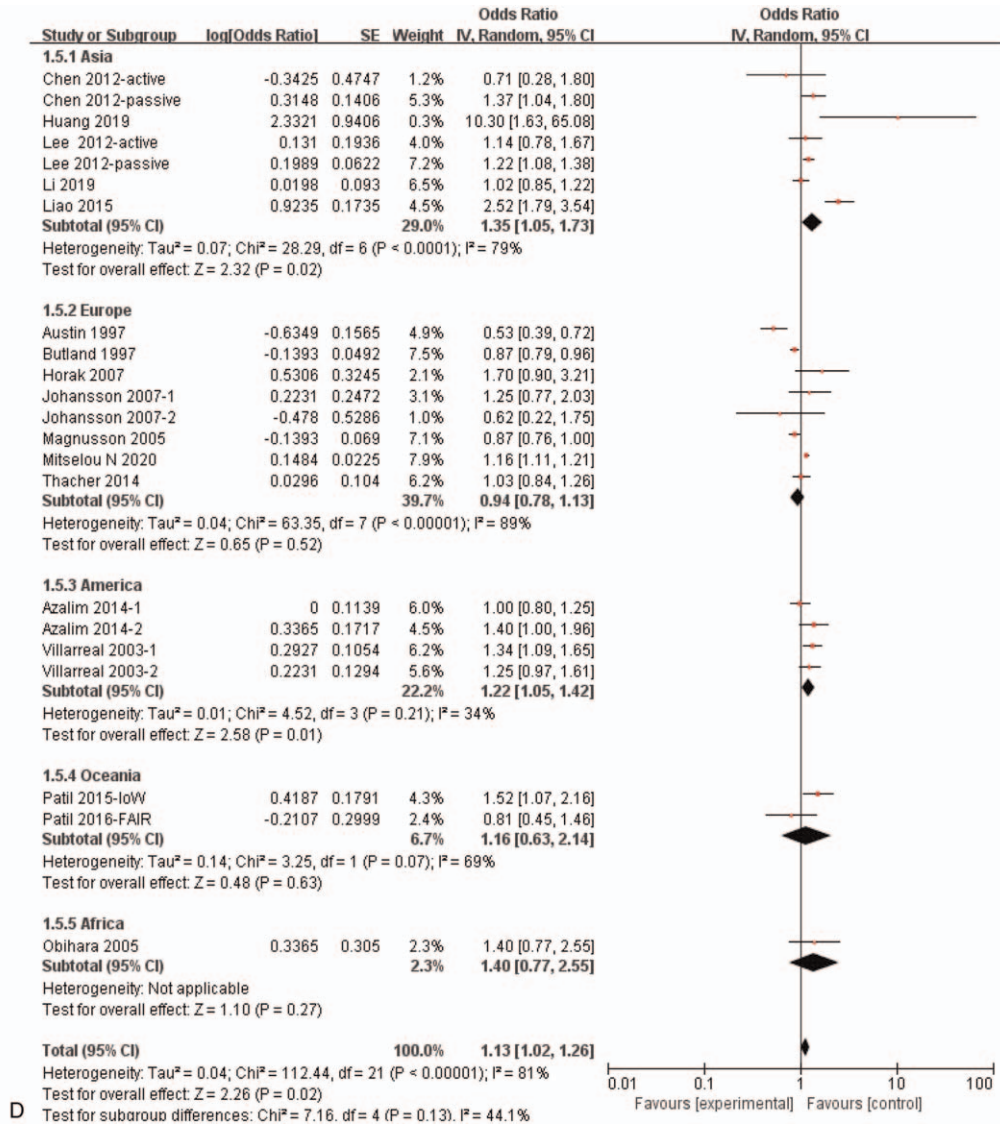 Odds Ratio Odds Ratio
Study or Subgroup log[Odds Ratio] SE Weight IV, Random, 95% CI IV, Random, 95% CI
1.5.1 Asia
Chen 2012-active -0.3425 0.4747 1.2% 0.71 [0.28, 1.80]
Chen 2012-passive 0.3148 0.1406 5.3% 1.37 [1.04, 1.80]
Huang 2019 2.3321 0.9406 0.3% 10.30 [1.63, 65.08]
Lee 2012-active 0.131 0.1936 4.0% 1.14 [0.78, 1.67]
Lee 2012-passive 0.1989 0.0622 7.2% 1.22 [1.08, 1.38]
Li 2019 0.0198 0.093 6.5% 1.02 [0.85, 1.22]
Liao 2015 0.9235 0.1735 4.5% 2.52 [1.79, 3.54]
Subtotal (95% CI) 29.0% 1.35 [1.05, 1.73]
Heterogeneity: Tau² = 0.07; Chi² = 28.29, df = 6 (P < 0.0001); I² = 79%
Test for overall effect: Z = 2.32 (P = 0.02)
1.5.2 Europe
Austin 1997 -0.6349 0.1565 4.9% 0.53 [0.39, 0.72]
Butland 1997 -0.1393 0.0492 7.5% 0.87 [0.79, 0.96]
Horak 2007 0.5306 0.3245 2.1% 1.70 [0.90, 3.21]
Johansson 2007-1 0.2231 0.2472 3.1% 1.25 [0.77, 2.03]
Johansson 2007-2 -0.478 0.5286 1.0% 0.62 [0.22, 1.75]
Magnusson 2005 -0.1393 0.069 7.1% 0.87 [0.76, 1.00]
Mitselou N 2020 0.1484 0.0225 7.9% 1.16 [1.11, 1.21]
Thacher 2014 0.0296 0.104 6.2% 1.03 [0.84, 1.26]
Subtotal (95% CI) 39.7% 0.94 [0.78, 1.13]
Heterogeneity: Tau² = 0.04; Chi² = 63.35, df = 7 (P < 0.00001); I² = 89%
Test for overall effect: Z = 0.65 (P = 0.52)
1.5.3 America
Azalim 2014-1 0 0.1139 6.0% 1.00 [0.80, 1.25]
Azalim 2014-2 0.3365 0.1717 4.5% 1.40 [1.00, 1.96]
Villarreal 2003-1 0.2927 0.1054 6.2% 1.34 [1.09, 1.65]
Villarreal 2003-2 0.2231 0.1294 5.6% 1.25 [0.97, 1.61]
Subtotal (95% CI) 22.2% 1.22 [1.05, 1.42]
Heterogeneity: Tau² = 0.01; Chi² = 4.52, df = 3 (P = 0.21); I² = 34%
Test for overall effect: Z = 2.58 (P = 0.01)
1.5.4 Oceania
Patil 2015-IoW 0.4187 0.1791 4.3% 1.52 [1.07, 2.16]
Patil 2016-FAIR -0.2107 0.2999 2.4% 0.81 [0.45, 1.46]
Subtotal (95% CI) 6.7% 1.16 [0.63, 2.14]
Heterogeneity: Tau² = 0.14; Chi² = 3.25, df = 1 (P = 0.07); I² = 69%
Test for overall effect: Z = 0.48 (P = 0.63)
1.5.5 Africa
Obihara 2005 0.3365 0.305 2.3% 1.40 [0.77, 2.55]
Subtotal (95% CI) 2.3% 1.40 [0.77, 2.55]
Heterogeneity: Not applicable
Test for overall effect: Z = 1.10 (P = 0.27)
Total (95% CI) 100.0% 1.13 [1.02, 1.26]
Heterogeneity: Tau² = 0.04; Chi² = 112.44, df = 21 (P < 0.00001); I² = 81%
0.01 0.1 1 10 100
Test for overall effect: Z = 2.26 (P = 0.02)
Favours [experimental] Favours [control]
D Test for subgroup differences: Chi² = 7.16, df = 4 (P = 0.13), I² = 44.1%